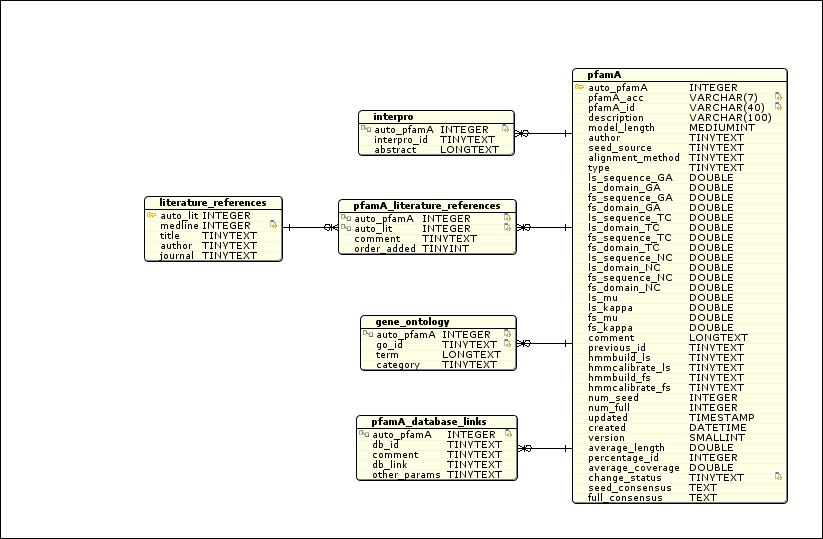 pfamA
auto_pfamA INTEGER
pfamA_acc VARCHAR(7)
pfamA_id VARCHAR(40)
description VARCHAR(100)
model_length MEDIUMINT
author TINYTEXT
seed_source TINYTEXT
alignment_method TINYTEXT
type TINYTEXT
ls_sequence_GA DOUBLE
ls_domain_GA DOUBLE
fs_sequence_GA DOUBLE
fs_domain_GA DOUBLE
ls_sequence_TC DOUBLE
ls_domain_TC DOUBLE
fs_sequence_TC DOUBLE
fs_domain_TC DOUBLE
ls_sequence_NC DOUBLE
ls_domain_NC DOUBLE
fs_sequence_NC DOUBLE
fs_domain_NC DOUBLE
ls_mu DOUBLE
ls_kappa DOUBLE
fs_mu DOUBLE
fs_kappa DOUBLE
comment LONGTEXT
previous_id TINYTEXT
hmmbuild_ls TINYTEXT
hmmcalibrate_ls TINYTEXT
hmmbuild_fs TINYTEXT
hmmcalibrate_fs TINYTEXT
num_seed INTEGER
num_full INTEGER
updated TIMESTAMP
created DATETIME
version SMALLINT
average_length DOUBLE
percentage_id INTEGER
average_coverage DOUBLE
change_status TINYTEXT
seed_consensus TEXT
full_consensus TEXT
interpro
auto_pfamA INTEGER
interpro_id TINYTEXT
abstract LONGTEXT
literature_references
auto_lit INTEGER
medline INTEGER
title TINYTEXT
author TINYTEXT
journal TINYTEXT
pfamA_literature_references
auto_pfamA INTEGER
auto_lit INTEGER
comment TINYTEXT
order_added TINYINT
gene_ontology
auto_pfamA INTEGER
go_id TINYTEXT
term LONGTEXT
category TINYTEXT
pfamA_database_links
auto_pfamA INTEGER
db_id TINYTEXT
comment TINYTEXT
db_link TINYTEXT
other_params TINYTEXT